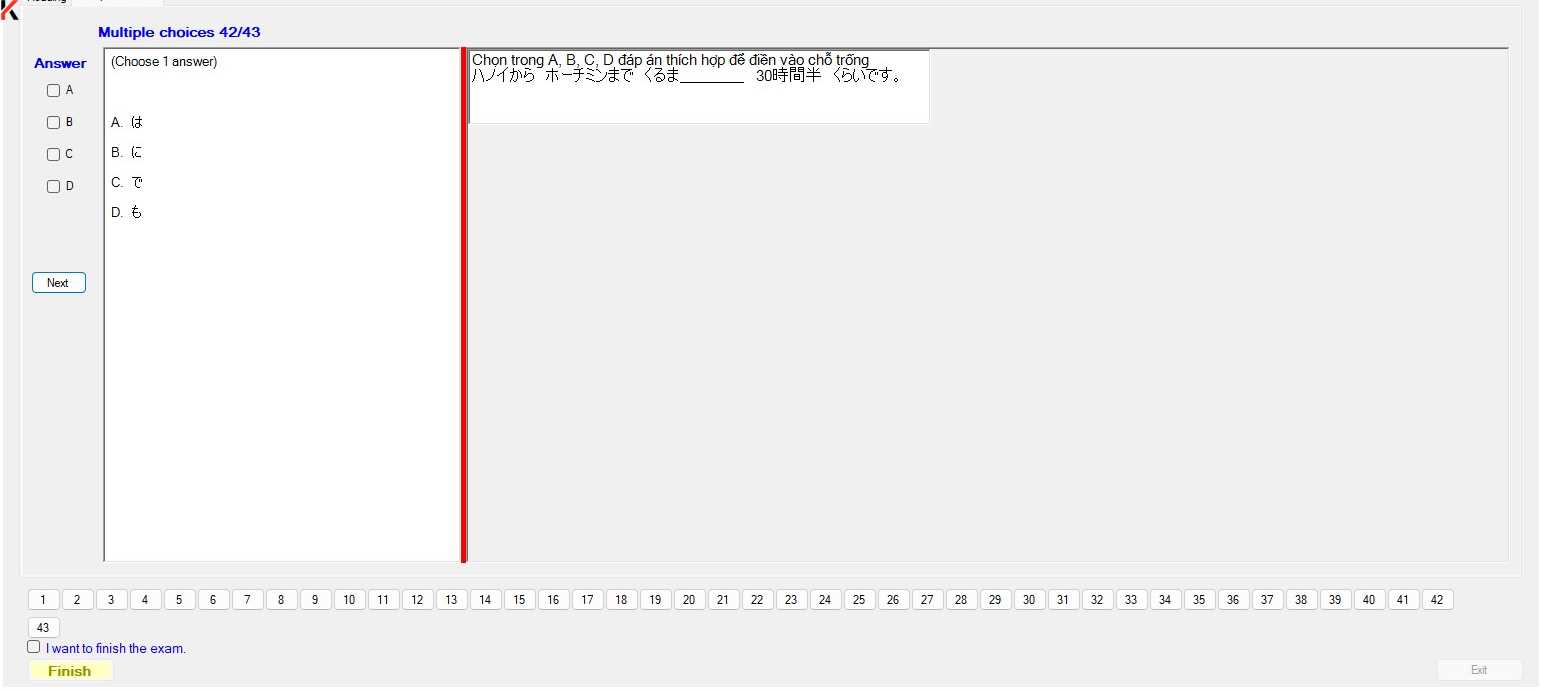 Multiple choices 42/43
Answer
A
B
C
D
Next
(Choose 1 answer)
A. は
B. に
C. で
D. も
Chọn trong A, B, C, D đáp án thích hợp để điền vào chỗ trống
ハノイから ホーチミンまで くるま________ 30時間半 くらいです。
1 2 3 4 5 6 7 8 9 10 11 12 13 14 15 16 17 18 19 20 21 22 23 24 25 26 27 28 29 30 31 32 33 34 35 36 37 38 39 40 41 42
43
I want to finish the exam.
Finish
Exit